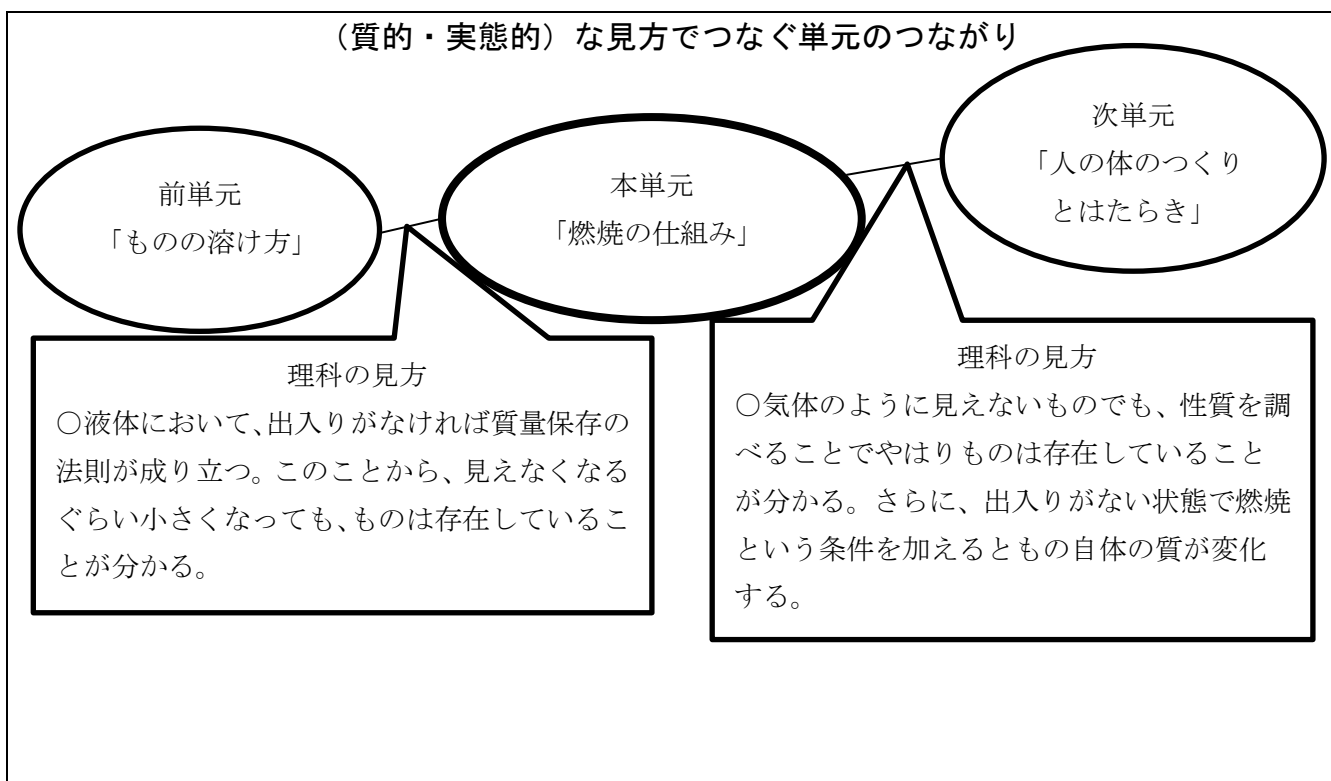 （質的・実態的）な見方でつなぐ単元のつながり
前単元
「ものの溶け方」
本単元
「燃焼の仕組み」
次単元
「人の体のつくり
とはたらき」
理科の見方
○液体において、出入りがなければ質量保存の
法則が成り立つ。このことから、見えなくなる
ぐらい小さくなっても、ものは存在しているこ
とが分かる。
理科の見方
○気体のように見えないものでも、性質を調
べることでやはりものは存在していること
が分かる。さらに、出入りがない状態で燃焼
という条件を加えるともの自体の質が変化
する。